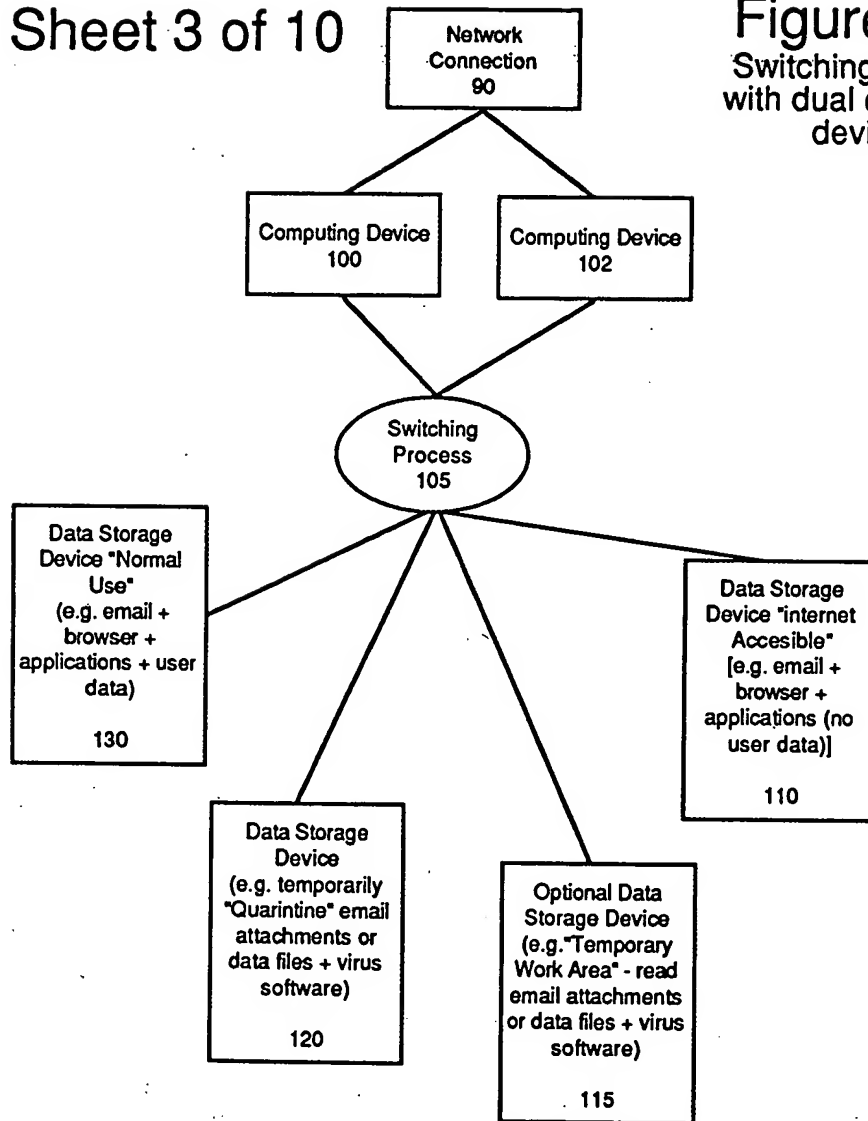 Sheet 3 of 10
Figure
Switching
with dual
devi
Network
Connection
90
Computing Device
100
Computing Device
102
Switching
Process
105
Data Storage
Device "Normal
Use"
(e.g. email +
browser +
applications + user
data)
130
Data Storage
Device "internet
Accesible"
[e.g. email +
browser +
applications (no
user data)]
110
Data Storage
Device
(e.g. temporarily
"Quarintine" email
attachments or
data files + virus
software)
120
Optional Data
Storage Device
(e.g."Temporary
Work Area" - read
email attachments
or data files + virus
software)
115